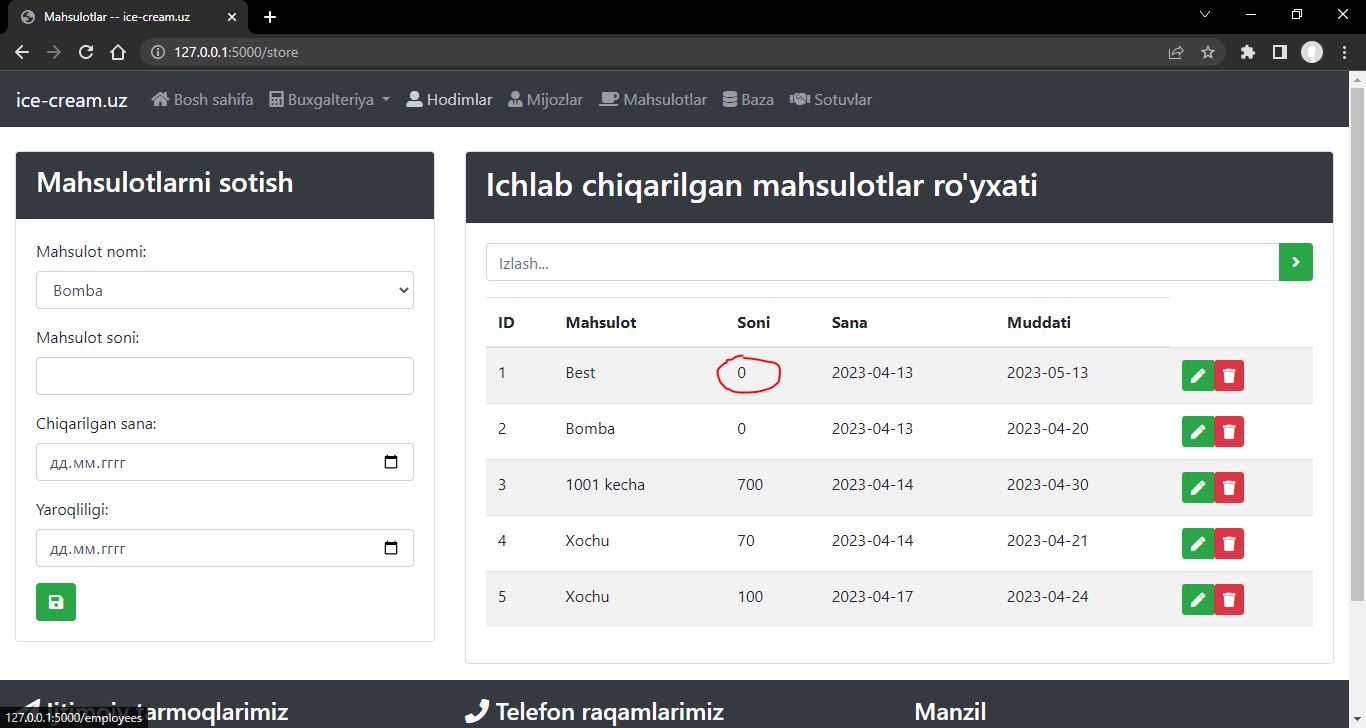 Mahsulotlar -- ice-cream.uz
127.0.0.1:5000/store
ice-cream.uz Bosh sahifa Buxgalteriya Hodimlar Mijozlar Mahsulotlar Baza Sotuvlar
Mahsulotlarni sotish
Mahsulot nomi:
Bomba
Mahsulot soni:
Chiqarilgan sana:
дд.мм.гггг
Yaroqliligi:
дд.мм.гггг
Ichlab chiqarilgan mahsulotlar ro'yxati
Izlash...
ID Mahsulot Soni Sana Muddati
1 Best 0 2023-04-13 2023-05-13
2 Bomba 0 2023-04-13 2023-04-20
3 1001 kecha 700 2023-04-14 2023-04-30
4 Xochu 70 2023-04-14 2023-04-21
5 Xochu 100 2023-04-17 2023-04-24
Ijtimoiy tarmoqlarimiz
Telefon raqamlarimiz
Manzil
127.0.0.1:5000/employees